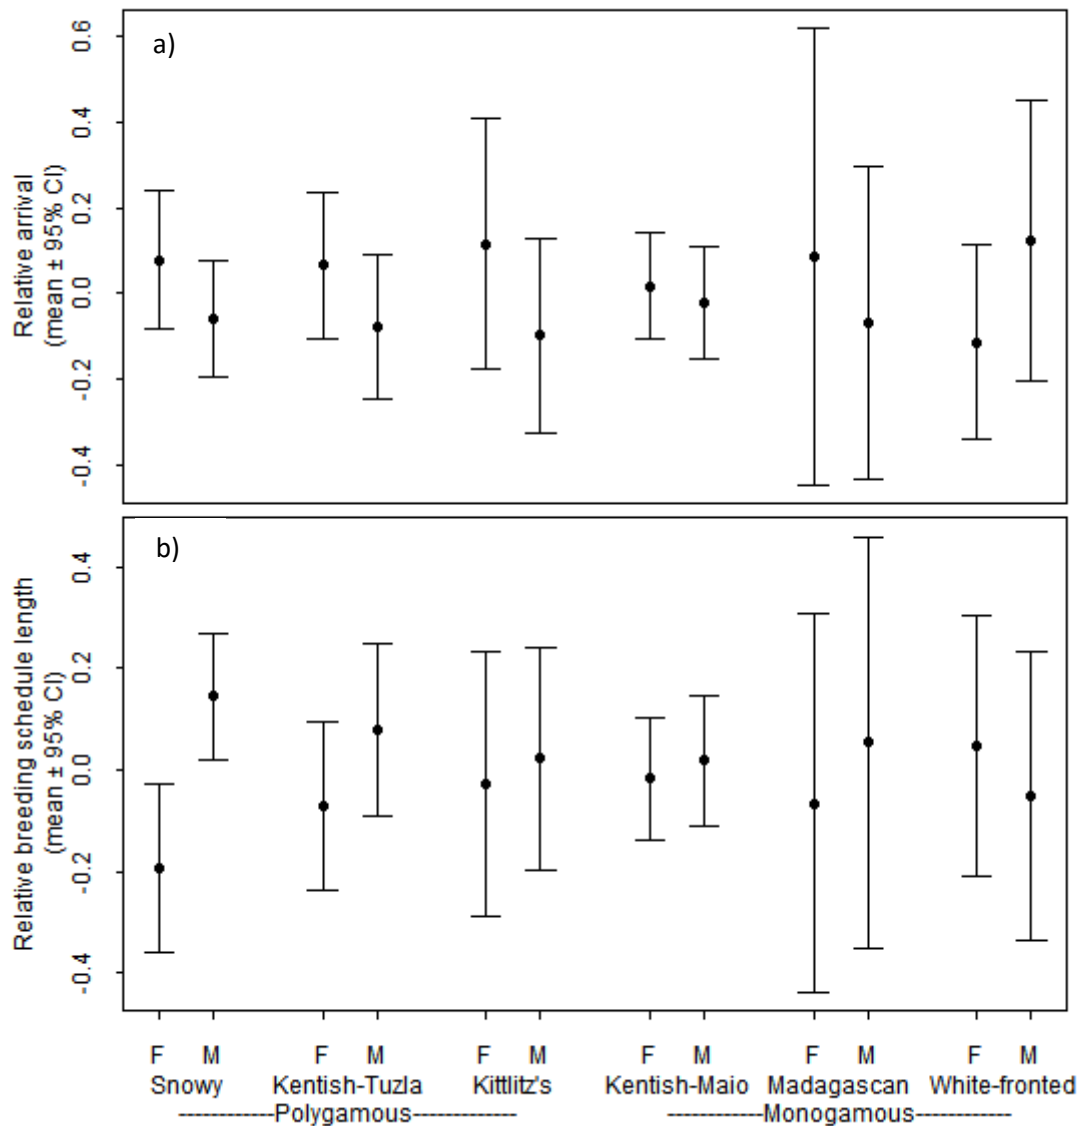 a)
Relative arrival
(mean ± 95% CI)
0.6
0.4
0.2
0.0
-0.2
-0.4
b)
Relative breeding schedule length
(mean ± 95% CI)
0.4
0.2
0.0
-0.2
-0.4
F M F M F M F M F M F M
Snowy Kentish-Tuzla Kittlitz's Kentish-Maio Madagascan White-fronted
------------Polygamous------------- ------------Monogamous------------